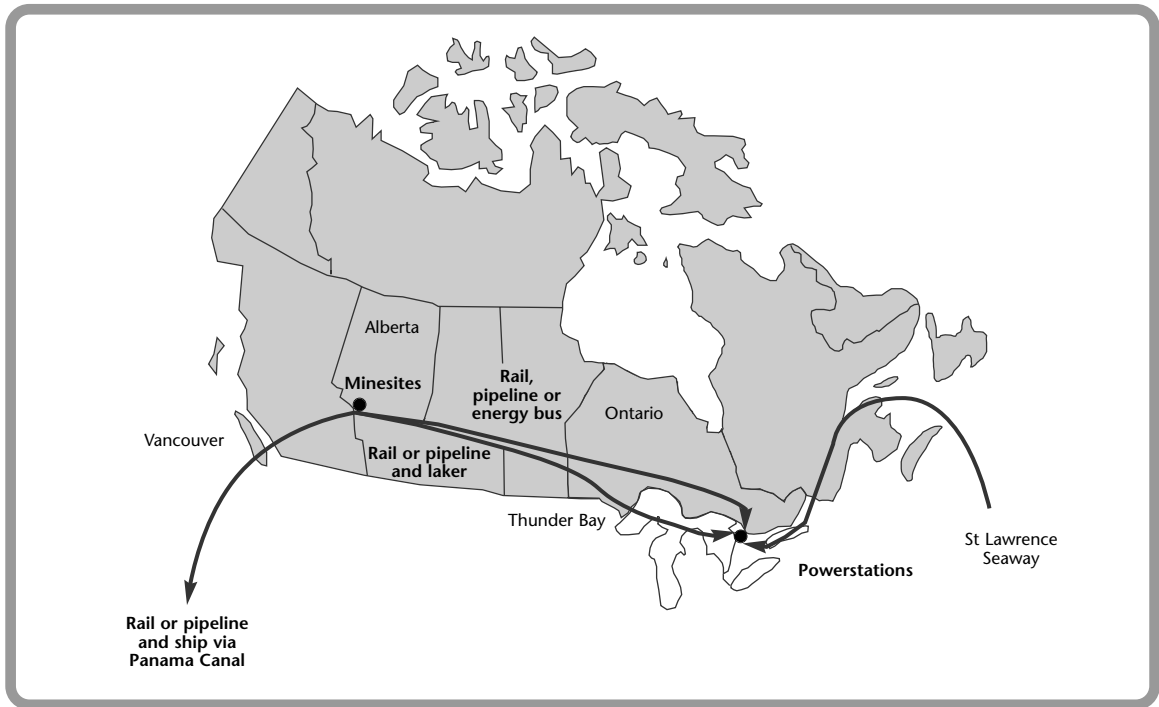 Alberta
Minesites
Rail,
pipeline or
energy bus
Ontario
Vancouver
Rail or pipeline
and laker
Thunder Bay
St Lawrence
Seaway
Powerstations
Rail or pipeline
and ship via
Panama Canal